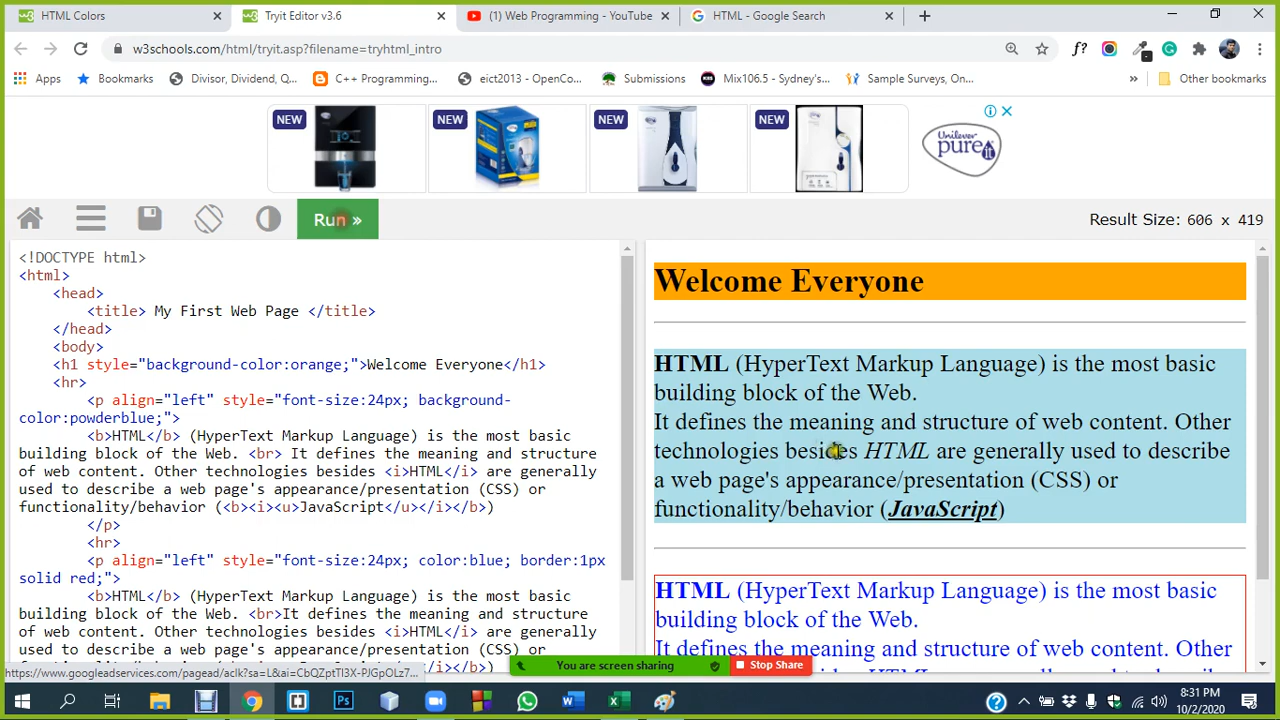 HTML Colors
Tryit Editor v3.6
(1) Web Programming - YouTube
HTML - Google Search
w3schools.com/html/tryit.asp?filename=tryhtml_intro
Apps
Bookmarks
Divisor, Dividend, Q...
C++ Programming...
eict2013 - OpenCo...
Submissions
Mix106.5 - Sydney's...
Sample Surveys, On...
»
Other bookmarks
NEW
NEW
NEW
NEW
Unilever
pureit
Run »
Result Size: 606 x 419
<!DOCTYPE html>
<html>
<head>
<title> My First Web Page </title>
</head>
<body>
<h1 style="background-color:orange;">Welcome Everyone</h1>
<hr>
<p align="left" style="font-size:24px; background-
color:powderblue;">
<b>HTML</b> (HyperText Markup Language) is the most basic
building block of the Web. <br> It defines the meaning and structure
of web content. Other technologies besides <i>HTML</i> are generally
used to describe a web page's appearance/presentation (CSS) or
functionality/behavior (<b><i><u>JavaScript</u></i></b>)
</p>
<hr>
<p align="left" style="font-size:24px; color:blue; border:1px
solid red;">
<b>HTML</b> (HyperText Markup Language) is the most basic
building block of the Web. <br>It defines the meaning and structure
of web content. Other technologies besides <i>HTML</i> are generally
used to describe a web page's appearance/presentation (CSS) or
Welcome Everyone
HTML (HyperText Markup Language) is the most basic
building block of the Web.
It defines the meaning and structure of web content. Other
technologies besides HTML are generally used to describe
a web page's appearance/presentation (CSS) or
functionality/behavior (JavaScript)
HTML (HyperText Markup Language) is the most basic
building block of the Web.
It defines the meaning and structure of web content. Other
https://www.googleadservices.com/pagead/aclk?sa=L&ai=CbQZptTI3X-PJGpOLz7...
You are screen sharing
Stop Share
8:31 PM
10/2/2020